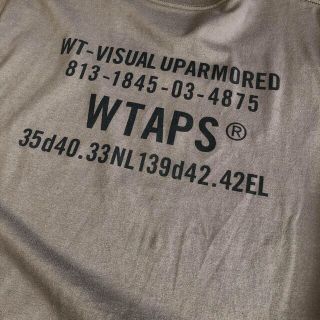 WT-VISUAL UPARMORED
813-1845-03-4875
WTAPS®
35d40.33NL139d42.42EL